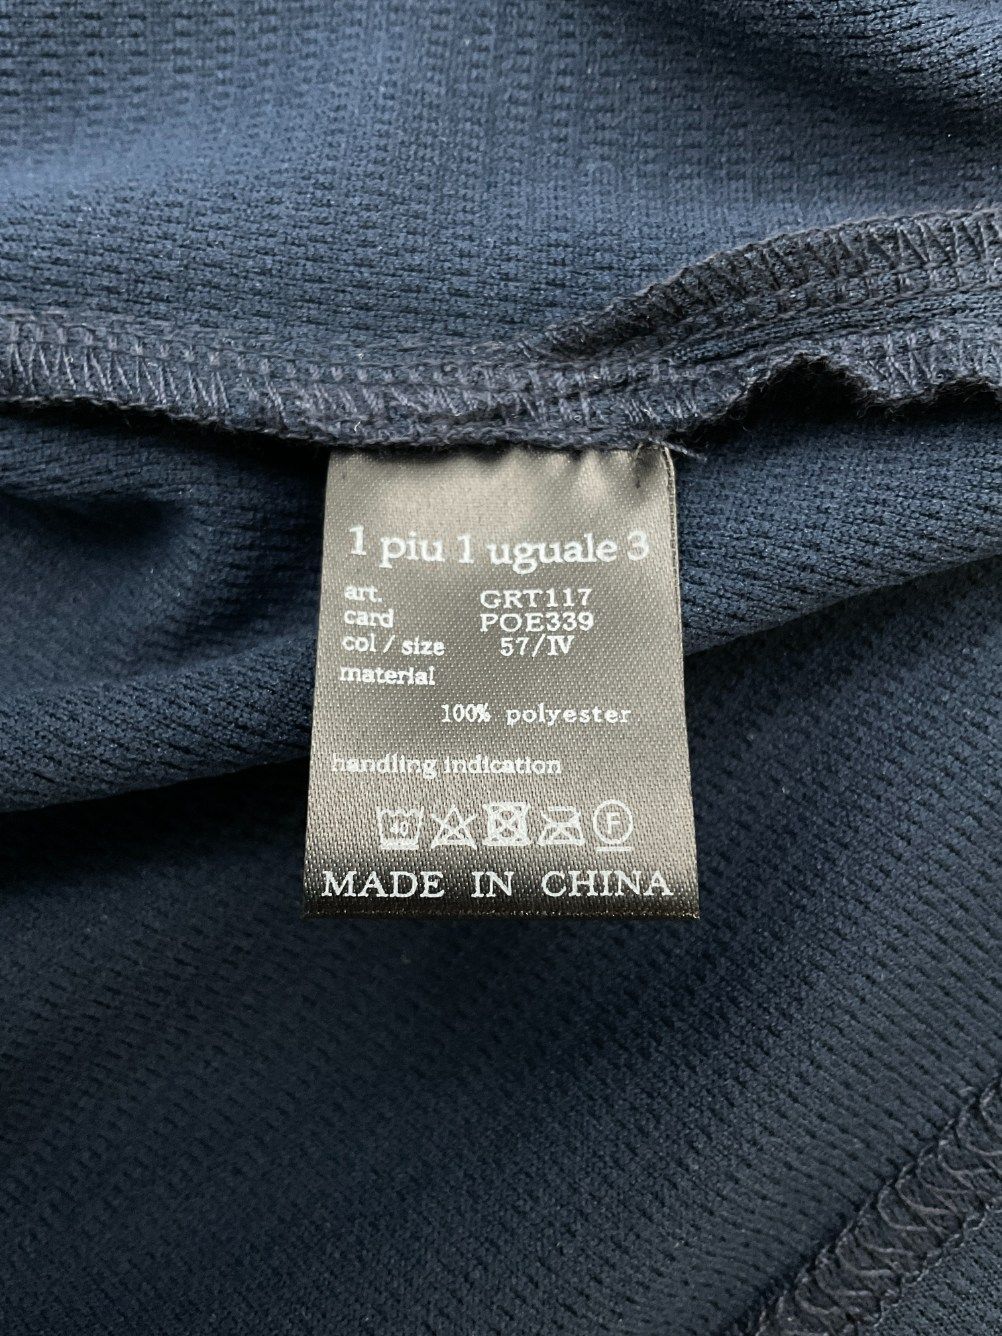 1 piu 1 uguale 3
art. GRT117
card POE339
col / size 57/IV
material
100% polyester
handling indication
40 F
MADE IN CHINA